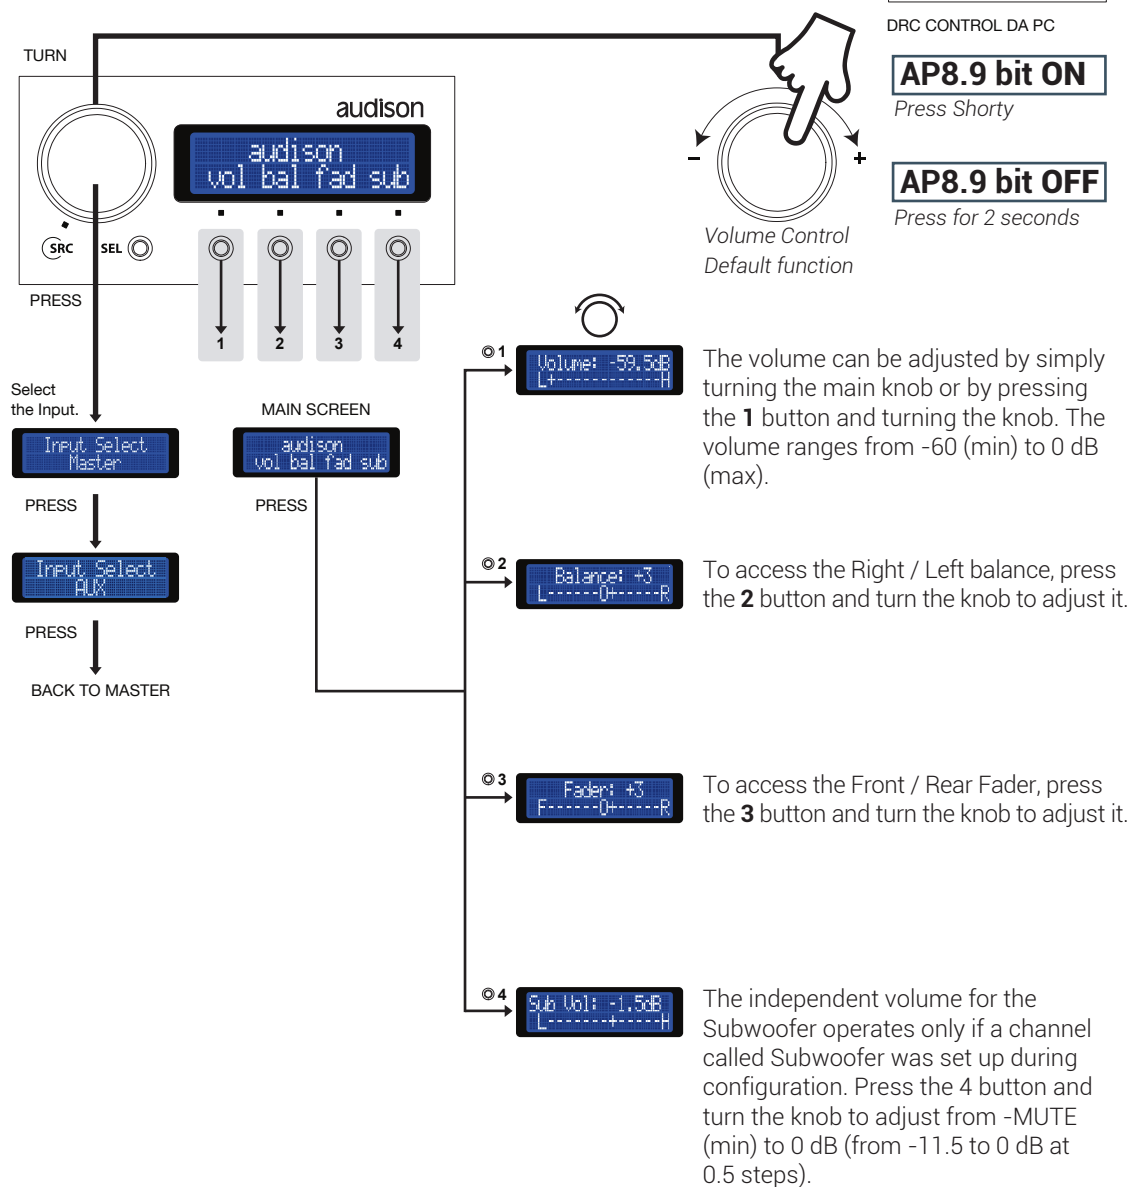 DRC CONTROL DA PC
TURN
AP8.9 bit ON
Press Shorty
audison
audison
vol bal fad sub
AP8.9 bit OFF
Press for 2 seconds
- +
Volume Control
Default function
SRC SEL
PRESS
1 2 3 4
Select
the Input.
Input Select
Master
PRESS
Input Select
AUX
PRESS
BACK TO MASTER
MAIN SCREEN
audison
vol bal fad sub
PRESS
1
Volume: -59.5dB
L+------------H
The volume can be adjusted by simply
turning the main knob or by pressing
the 1 button and turning the knob. The
volume ranges from -60 (min) to 0 dB
(max).
2
Balance: +3
L------0+-----R
To access the Right / Left balance, press
the 2 button and turn the knob to adjust it.
3
Fader: +3
F------0+-----R
To access the Front / Rear Fader, press
the 3 button and turn the knob to adjust it.
4
Sub Vol: -1.5dB
L-------+-----H
The independent volume for the
Subwoofer operates only if a channel
called Subwoofer was set up during
configuration. Press the 4 button and
turn the knob to adjust from -MUTE
(min) to 0 dB (from -11.5 to 0 dB at
0.5 steps).